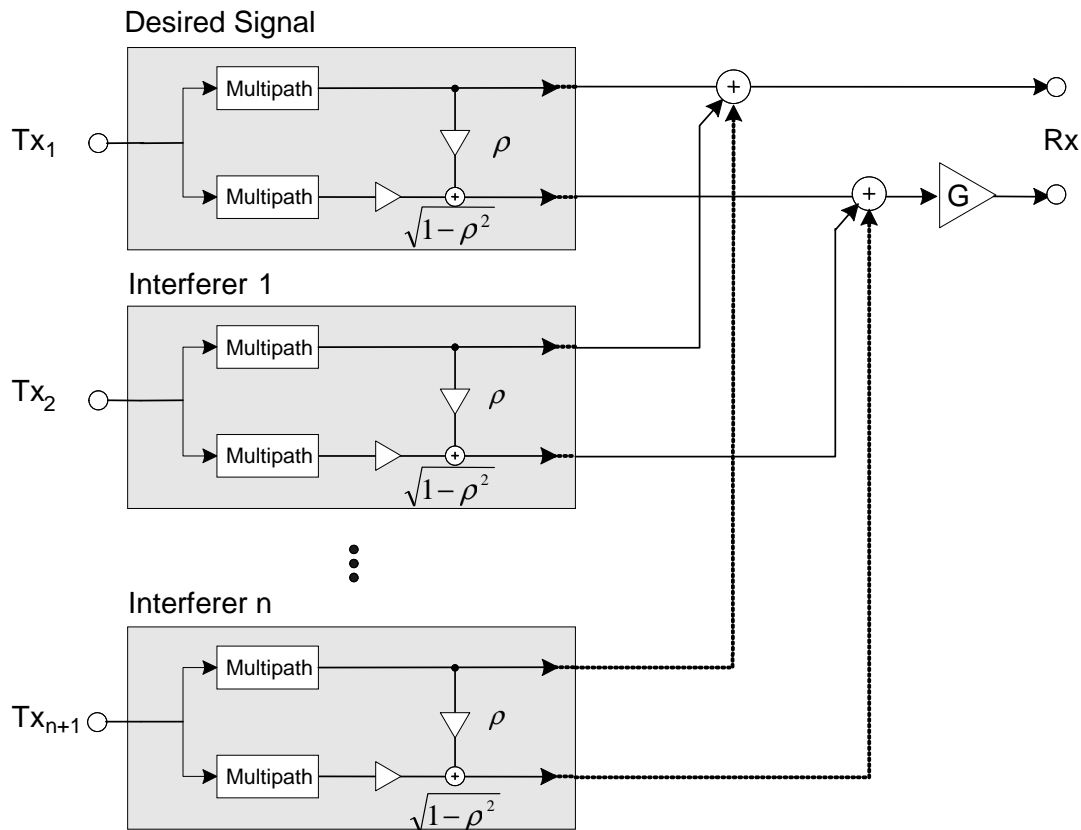 Desired Signal
Multipath
Tx₁
ρ
Rx
Multipath
√1−ρ²
G
Interferer 1
Multipath
Tx₂
ρ
Multipath
√1−ρ²
Interferer n
Multipath
Txₙ₊₁
ρ
Multipath
√1−ρ²